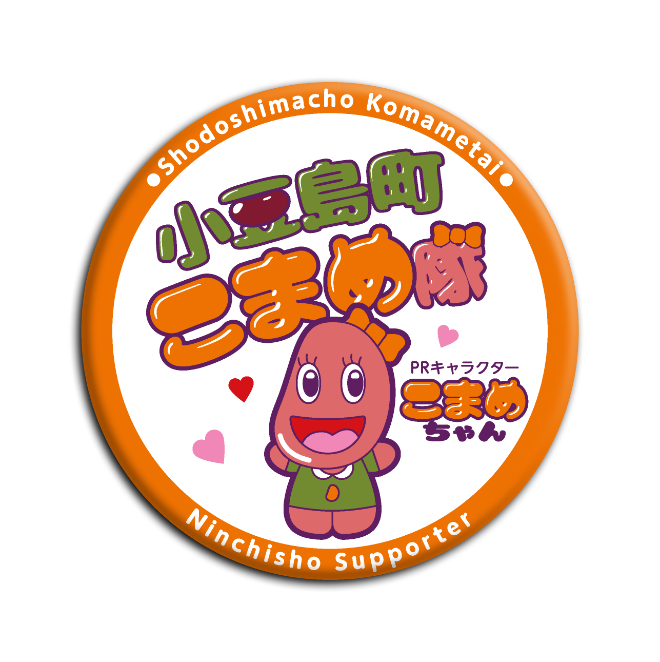 Shodoshimacho Komametai
小豆島町
こまめ隊
PRキャラクター
こまめ
ちゃん
Ninchisho Supporter